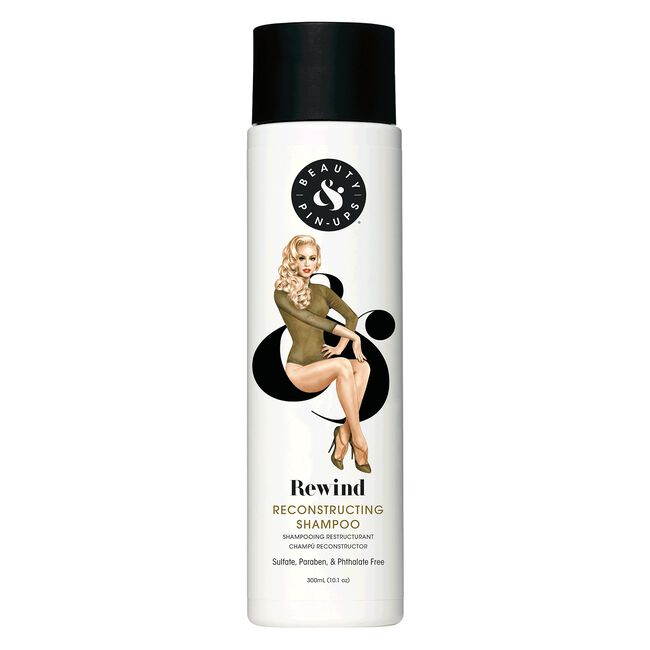 BEAUTY
&
PIN-UPS®
Rewind
RECONSTRUCTING
SHAMPOO
SHAMPOOING RESTRUCTURANT
CHAMPÚ RECONSTRUCTOR
Sulfate, Paraben, & Phthalate Free
300mL (10.1 oz)